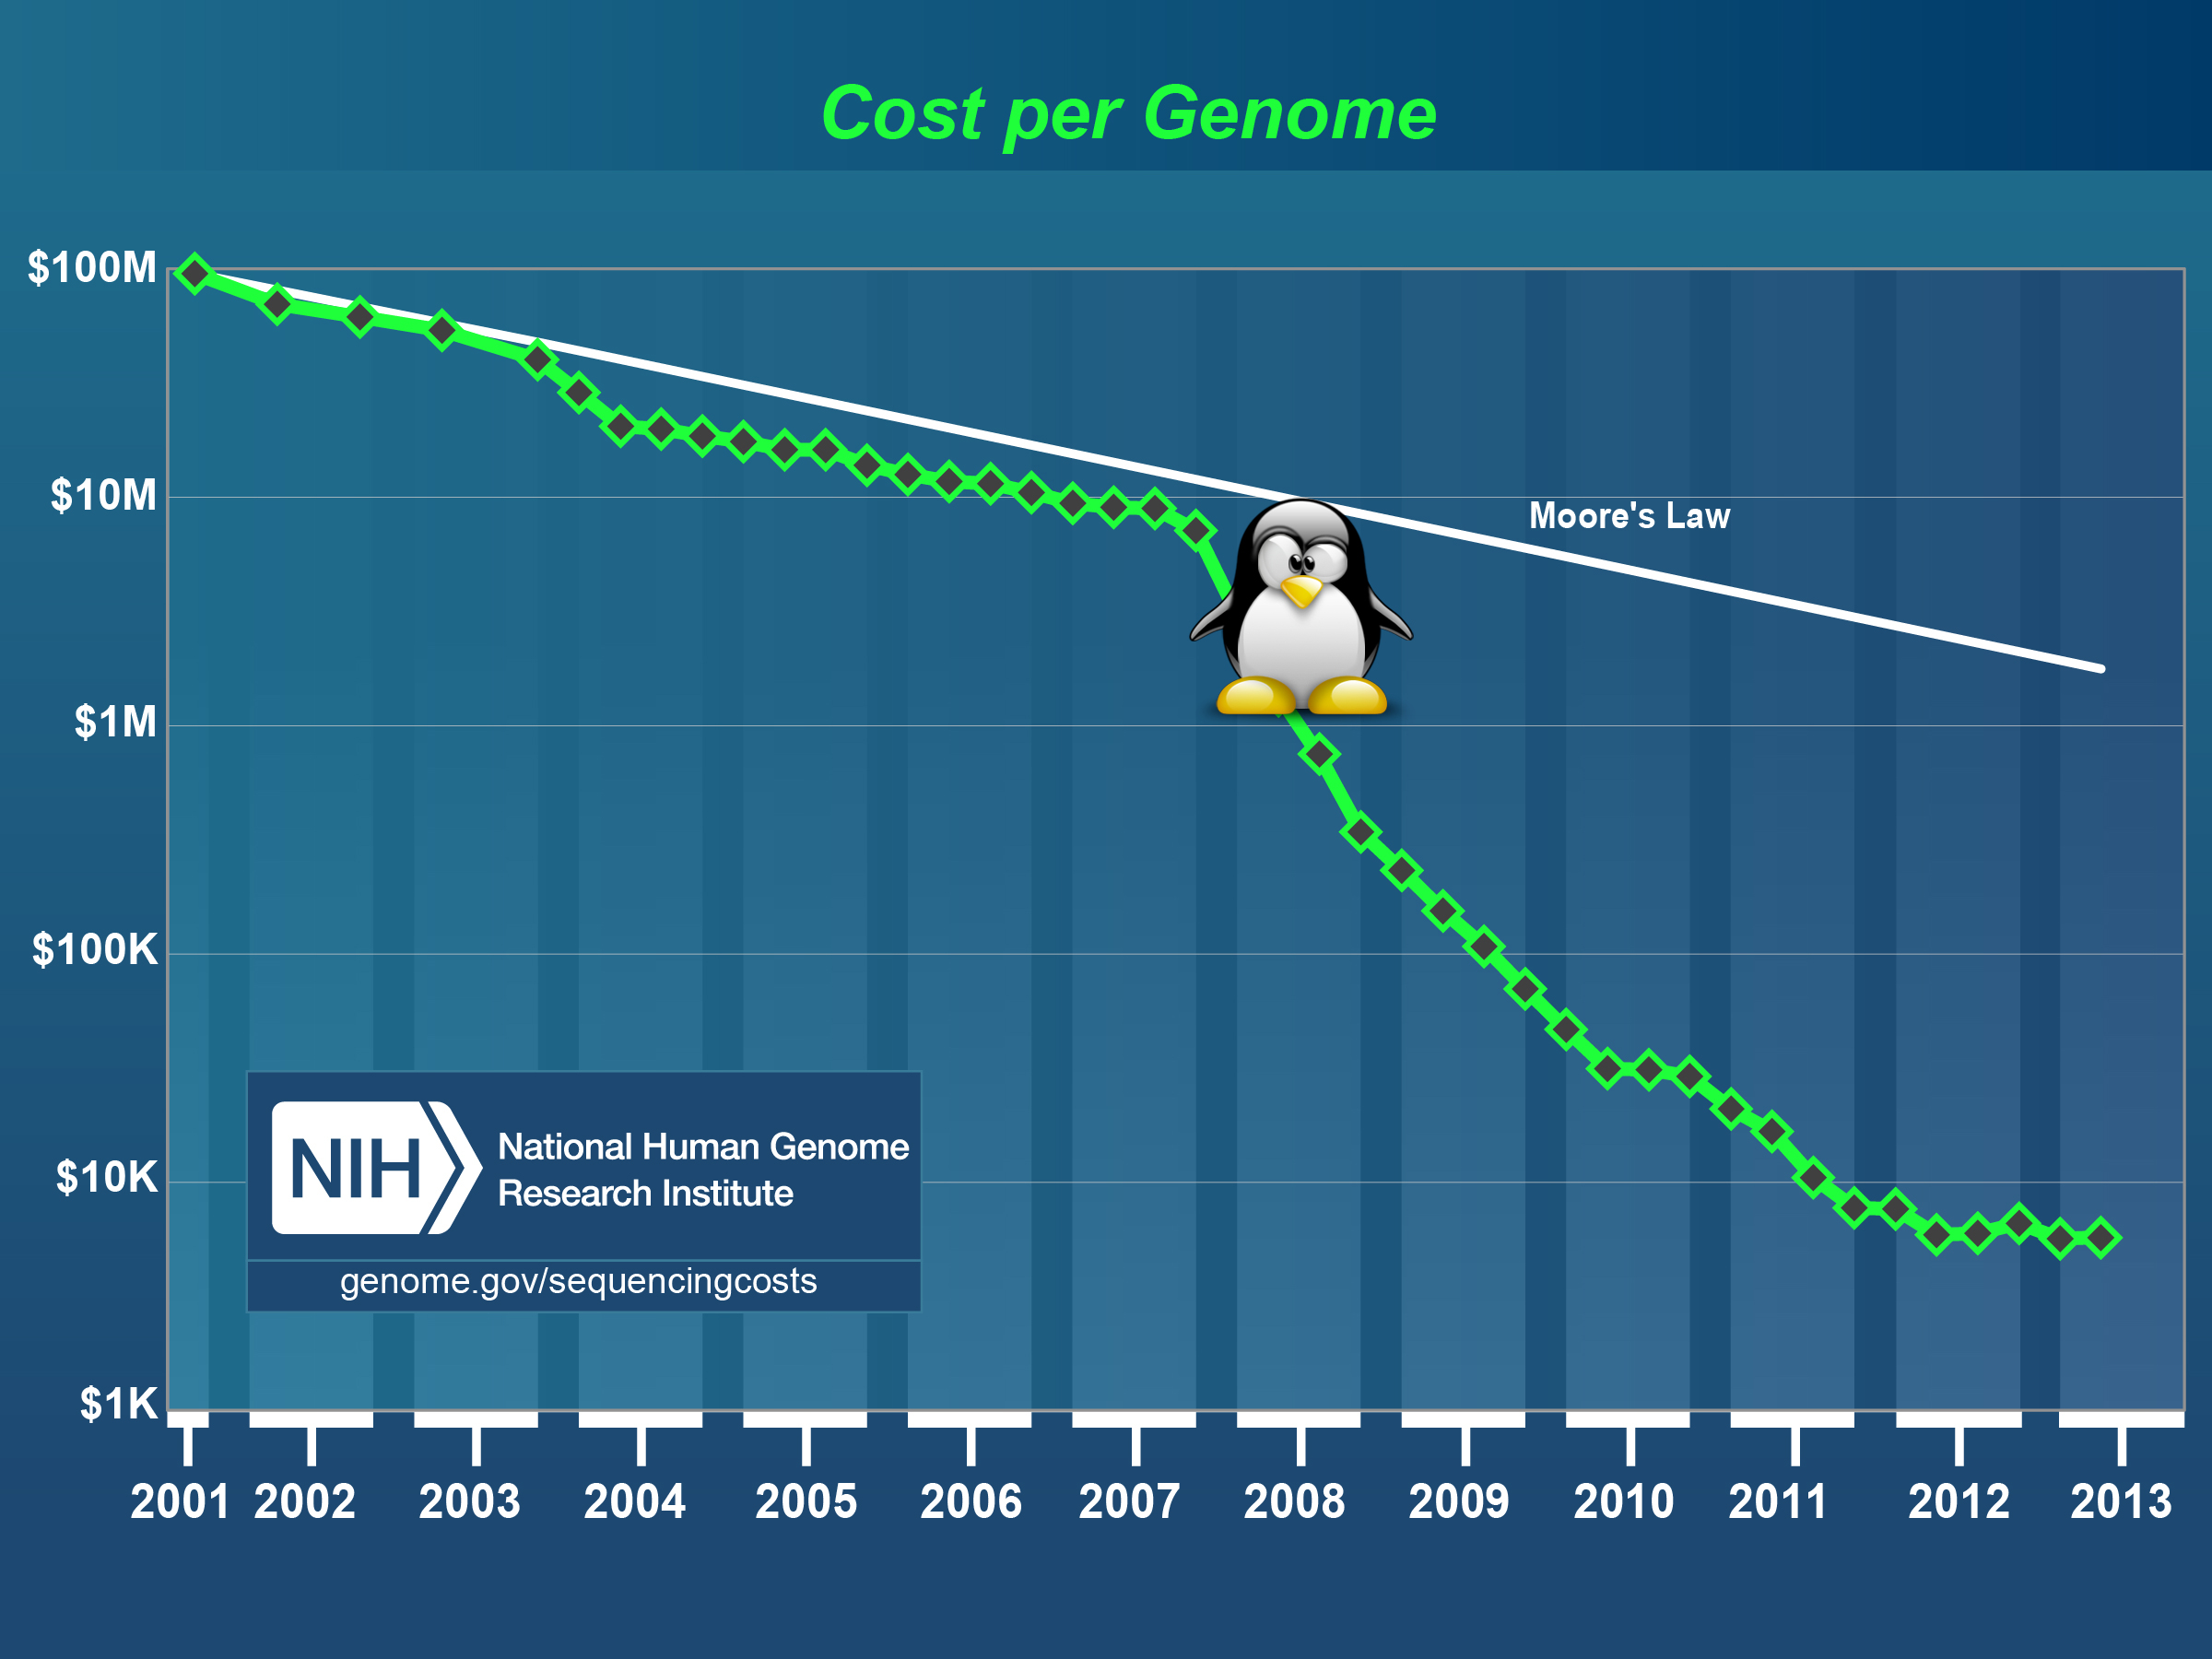 Cost per Genome
$100M
$10M
Moore's Law
$1M
$100K
$10K
$1K
NIH
National Human Genome
Research Institute
genome.gov/sequencingcosts
2001 2002 2003 2004 2005 2006 2007 2008 2009 2010 2011 2012 2013